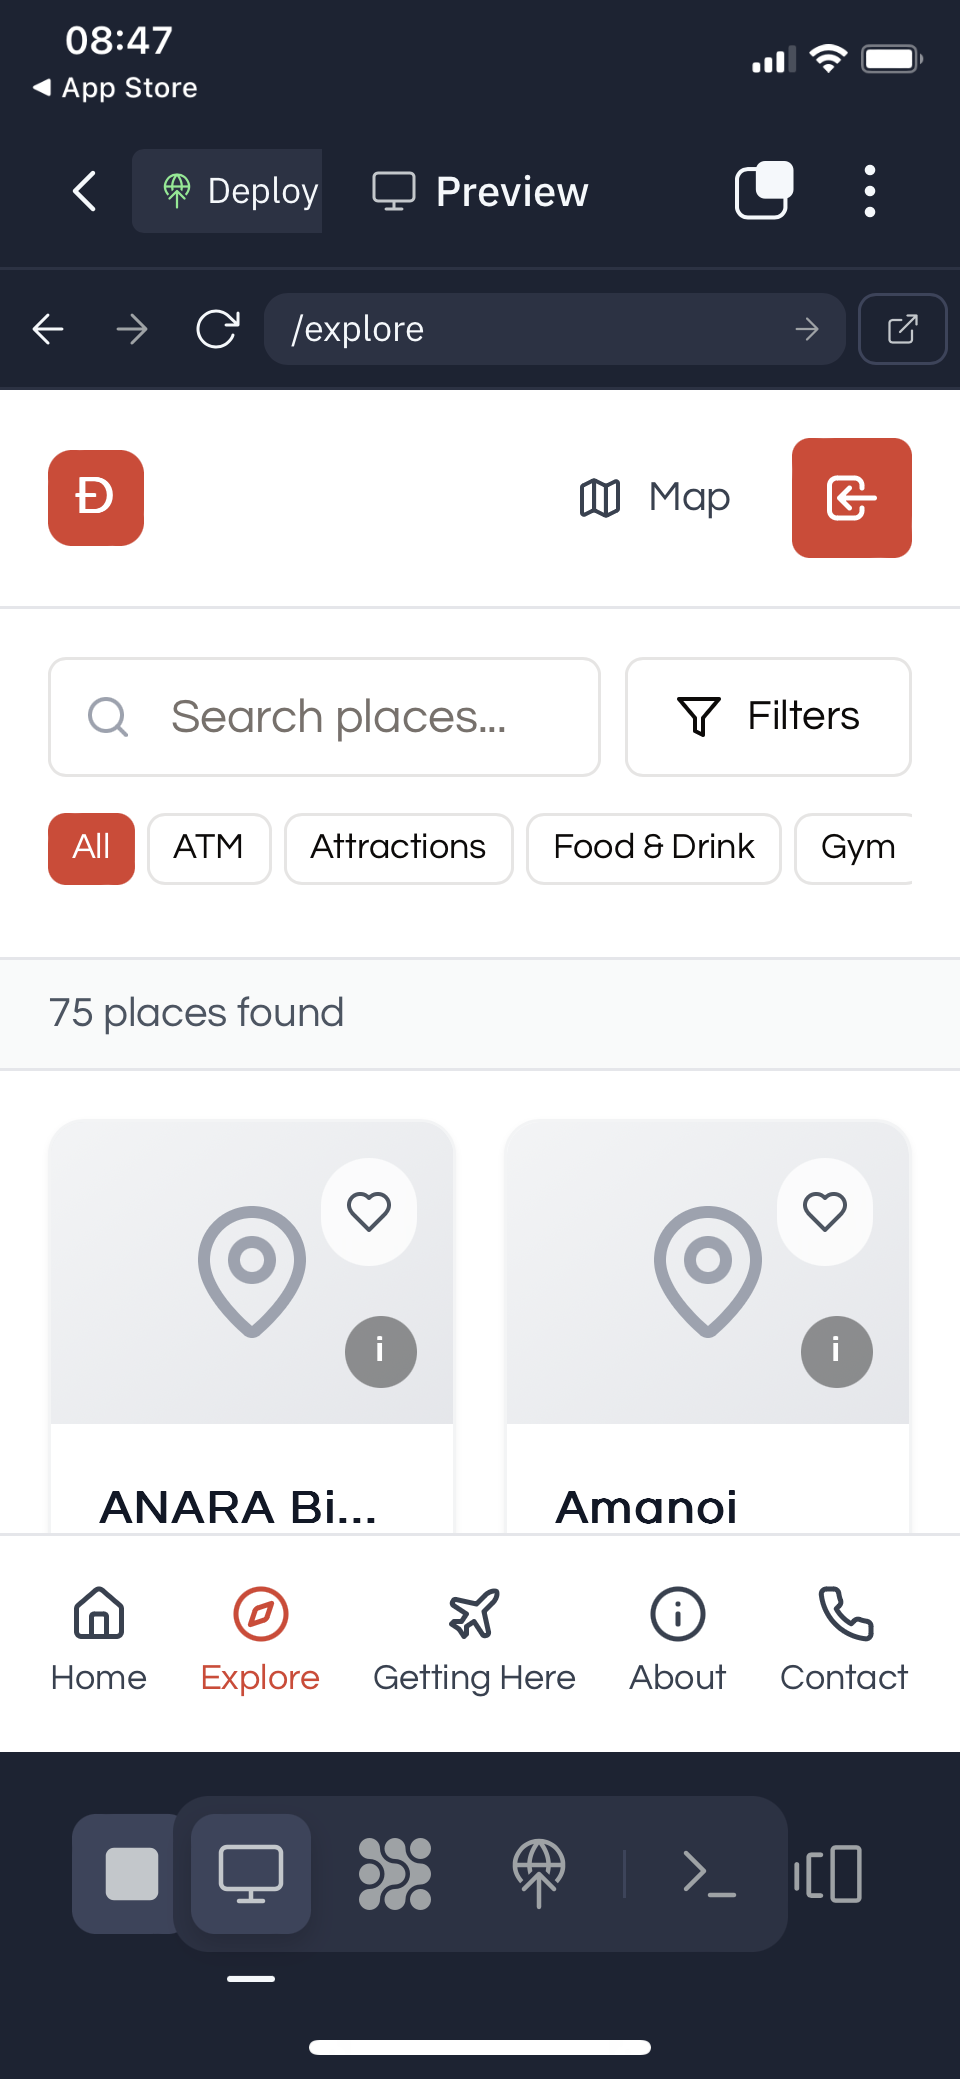 08:47
◀ App Store
Deploy
Preview
/explore
Đ
Map
Search places...
Filters
All
ATM
Attractions
Food & Drink
Gym
75 places found
i
i
ANARA Bi...
Amanoi
Home
Explore
Getting Here
About
Contact